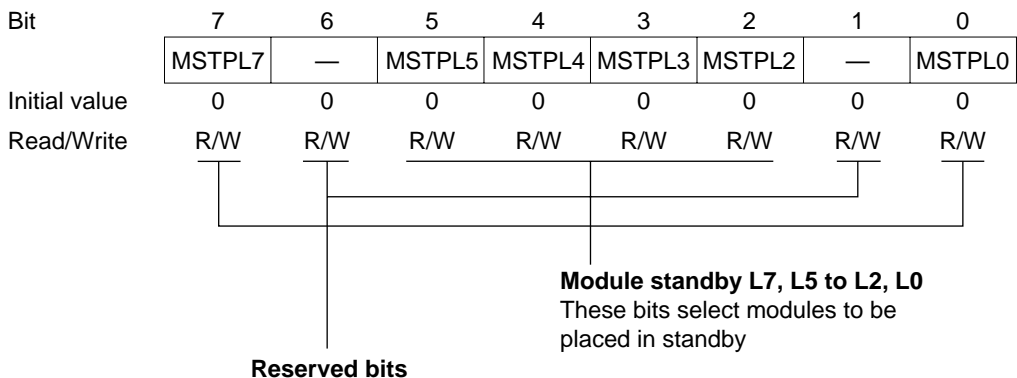 Bit 7 6 5 4 3 2 1 0
MSTPL7 — MSTPL5 MSTPL4 MSTPL3 MSTPL2 — MSTPL0
Initial value 0 0 0 0 0 0 0 0
Read/Write R/W R/W R/W R/W R/W R/W R/W R/W
Module standby L7, L5 to L2, L0
These bits select modules to be
placed in standby
Reserved bits